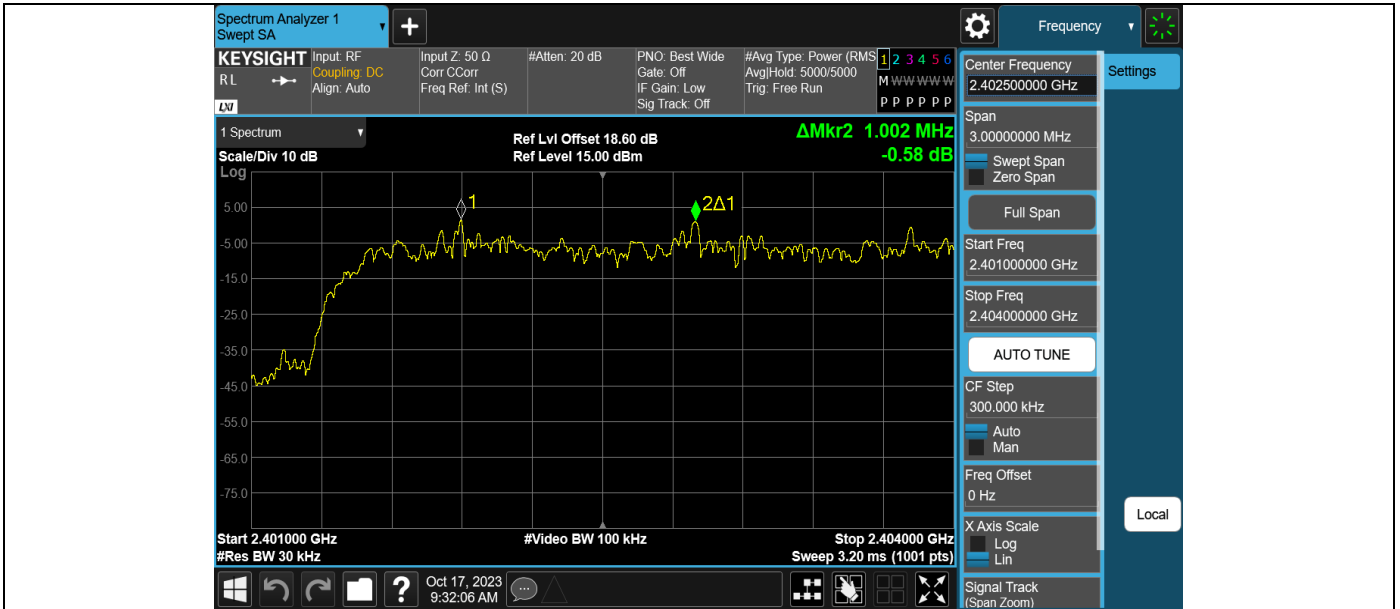 Spectrum Analyzer 1
Swept SA
+
Frequency
KEYSIGHT
R L
LXI
Input: RF
Coupling: DC
Align: Auto
Input Z: 50 Ω
Corr CCorr
Freq Ref: Int (S)
#Atten: 20 dB
PNO: Best Wide
Gate: Off
IF Gain: Low
Sig Track: Off
#Avg Type: Power (RMS
Avg|Hold: 5000/5000
Trig: Free Run
1 2 3 4 5 6
M W W W W W
P P P P P P
1 Spectrum
Scale/Div 10 dB
Log
Ref Lvl Offset 18.60 dB
Ref Level 15.00 dBm
ΔMkr2 1.002 MHz
-0.58 dB
1
2Δ1
5.00
-5.00
-15.0
-25.0
-35.0
-45.0
-55.0
-65.0
-75.0
Start 2.401000 GHz
#Res BW 30 kHz
#Video BW 100 kHz
Stop 2.404000 GHz
Sweep 3.20 ms (1001 pts)
Center Frequency
2.402500000 GHz
Settings
Span
3.00000000 MHz
Swept Span
Zero Span
Full Span
Start Freq
2.401000000 GHz
Stop Freq
2.404000000 GHz
AUTO TUNE
CF Step
300.000 kHz
Auto
Man
Freq Offset
0 Hz
X Axis Scale
Log
Lin
Local
Signal Track
(Span Zoom)
?
Oct 17, 2023
9:32:06 AM